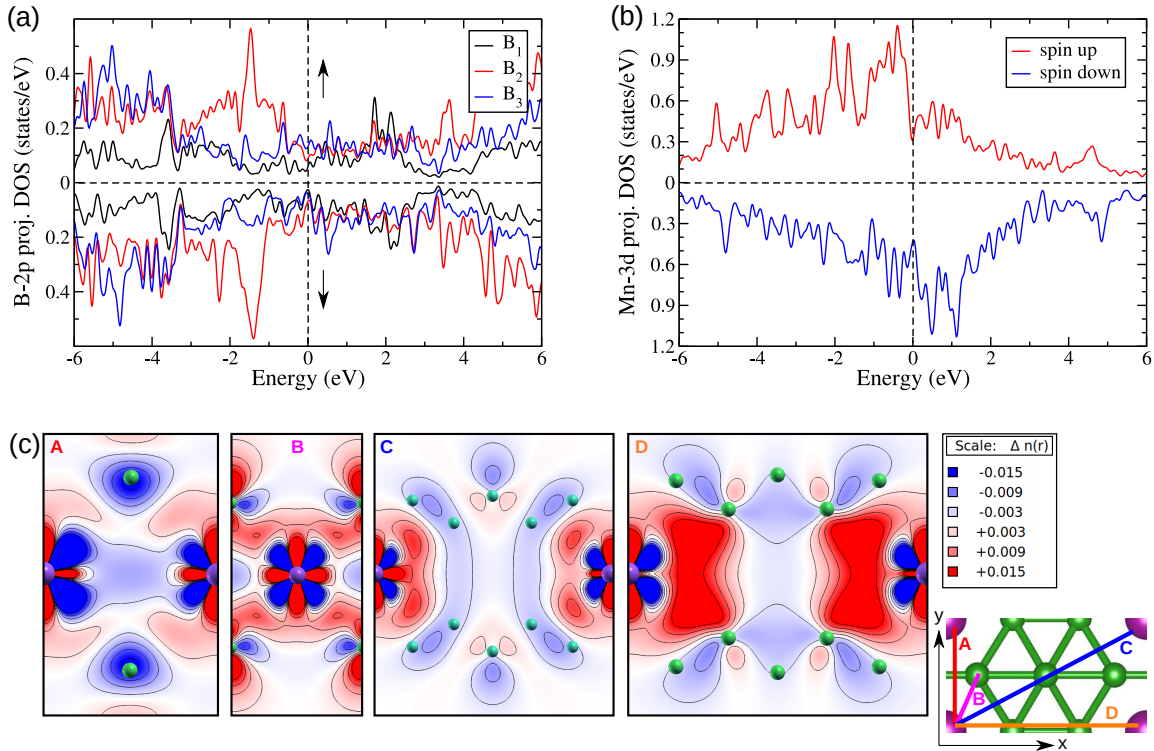 (a)
B-2p proj. DOS (states/eV)
0.4
0.2
0
0.2
0.4
B1
B2
B3
-6 -4 -2 0 2 4 6
Energy (eV)
(b)
Mn-3d proj. DOS (states/eV)
1.2
0.9
0.6
0.3
0
0.3
0.6
0.9
1.2
spin up
spin down
-6 -4 -2 0 2 4 6
Energy (eV)
(c)
A
B
C
D
Scale: Δ n(r)
-0.015
-0.009
-0.003
+0.003
+0.009
+0.015
y
A
C
B
D
x